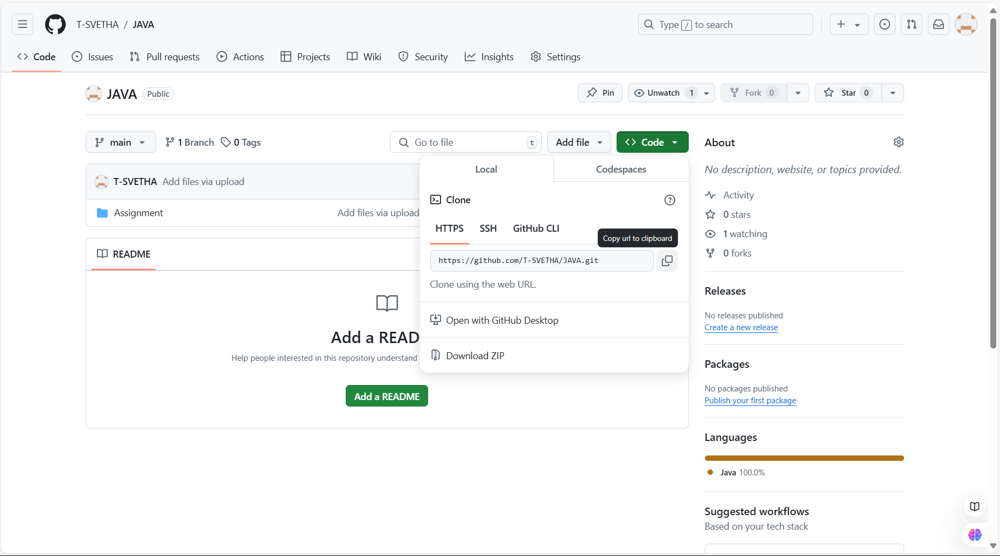 T-SVETHA / JAVA
Type / to search
Code Issues Pull requests Actions Projects Wiki Security Insights Settings
JAVA Public
Pin Unwatch 1 Fork 0 Star 0
main 1 Branch 0 Tags
Go to file t Add file Code
T-SVETHA Add files via upload
Assignment Add files via upload
README
Add a READ
Help people interested in this repository understand
Add a README
Local Codespaces
Clone
HTTPS SSH GitHub CLI
Copy url to clipboard
https://github.com/T-SVETHA/JAVA.git
Clone using the web URL.
Open with GitHub Desktop
Download ZIP
About
No description, website, or topics provided.
Activity
0 stars
1 watching
0 forks
Releases
No releases published
Create a new release
Packages
No packages published
Publish your first package
Languages
Java 100.0%
Suggested workflows
Based on your tech stack